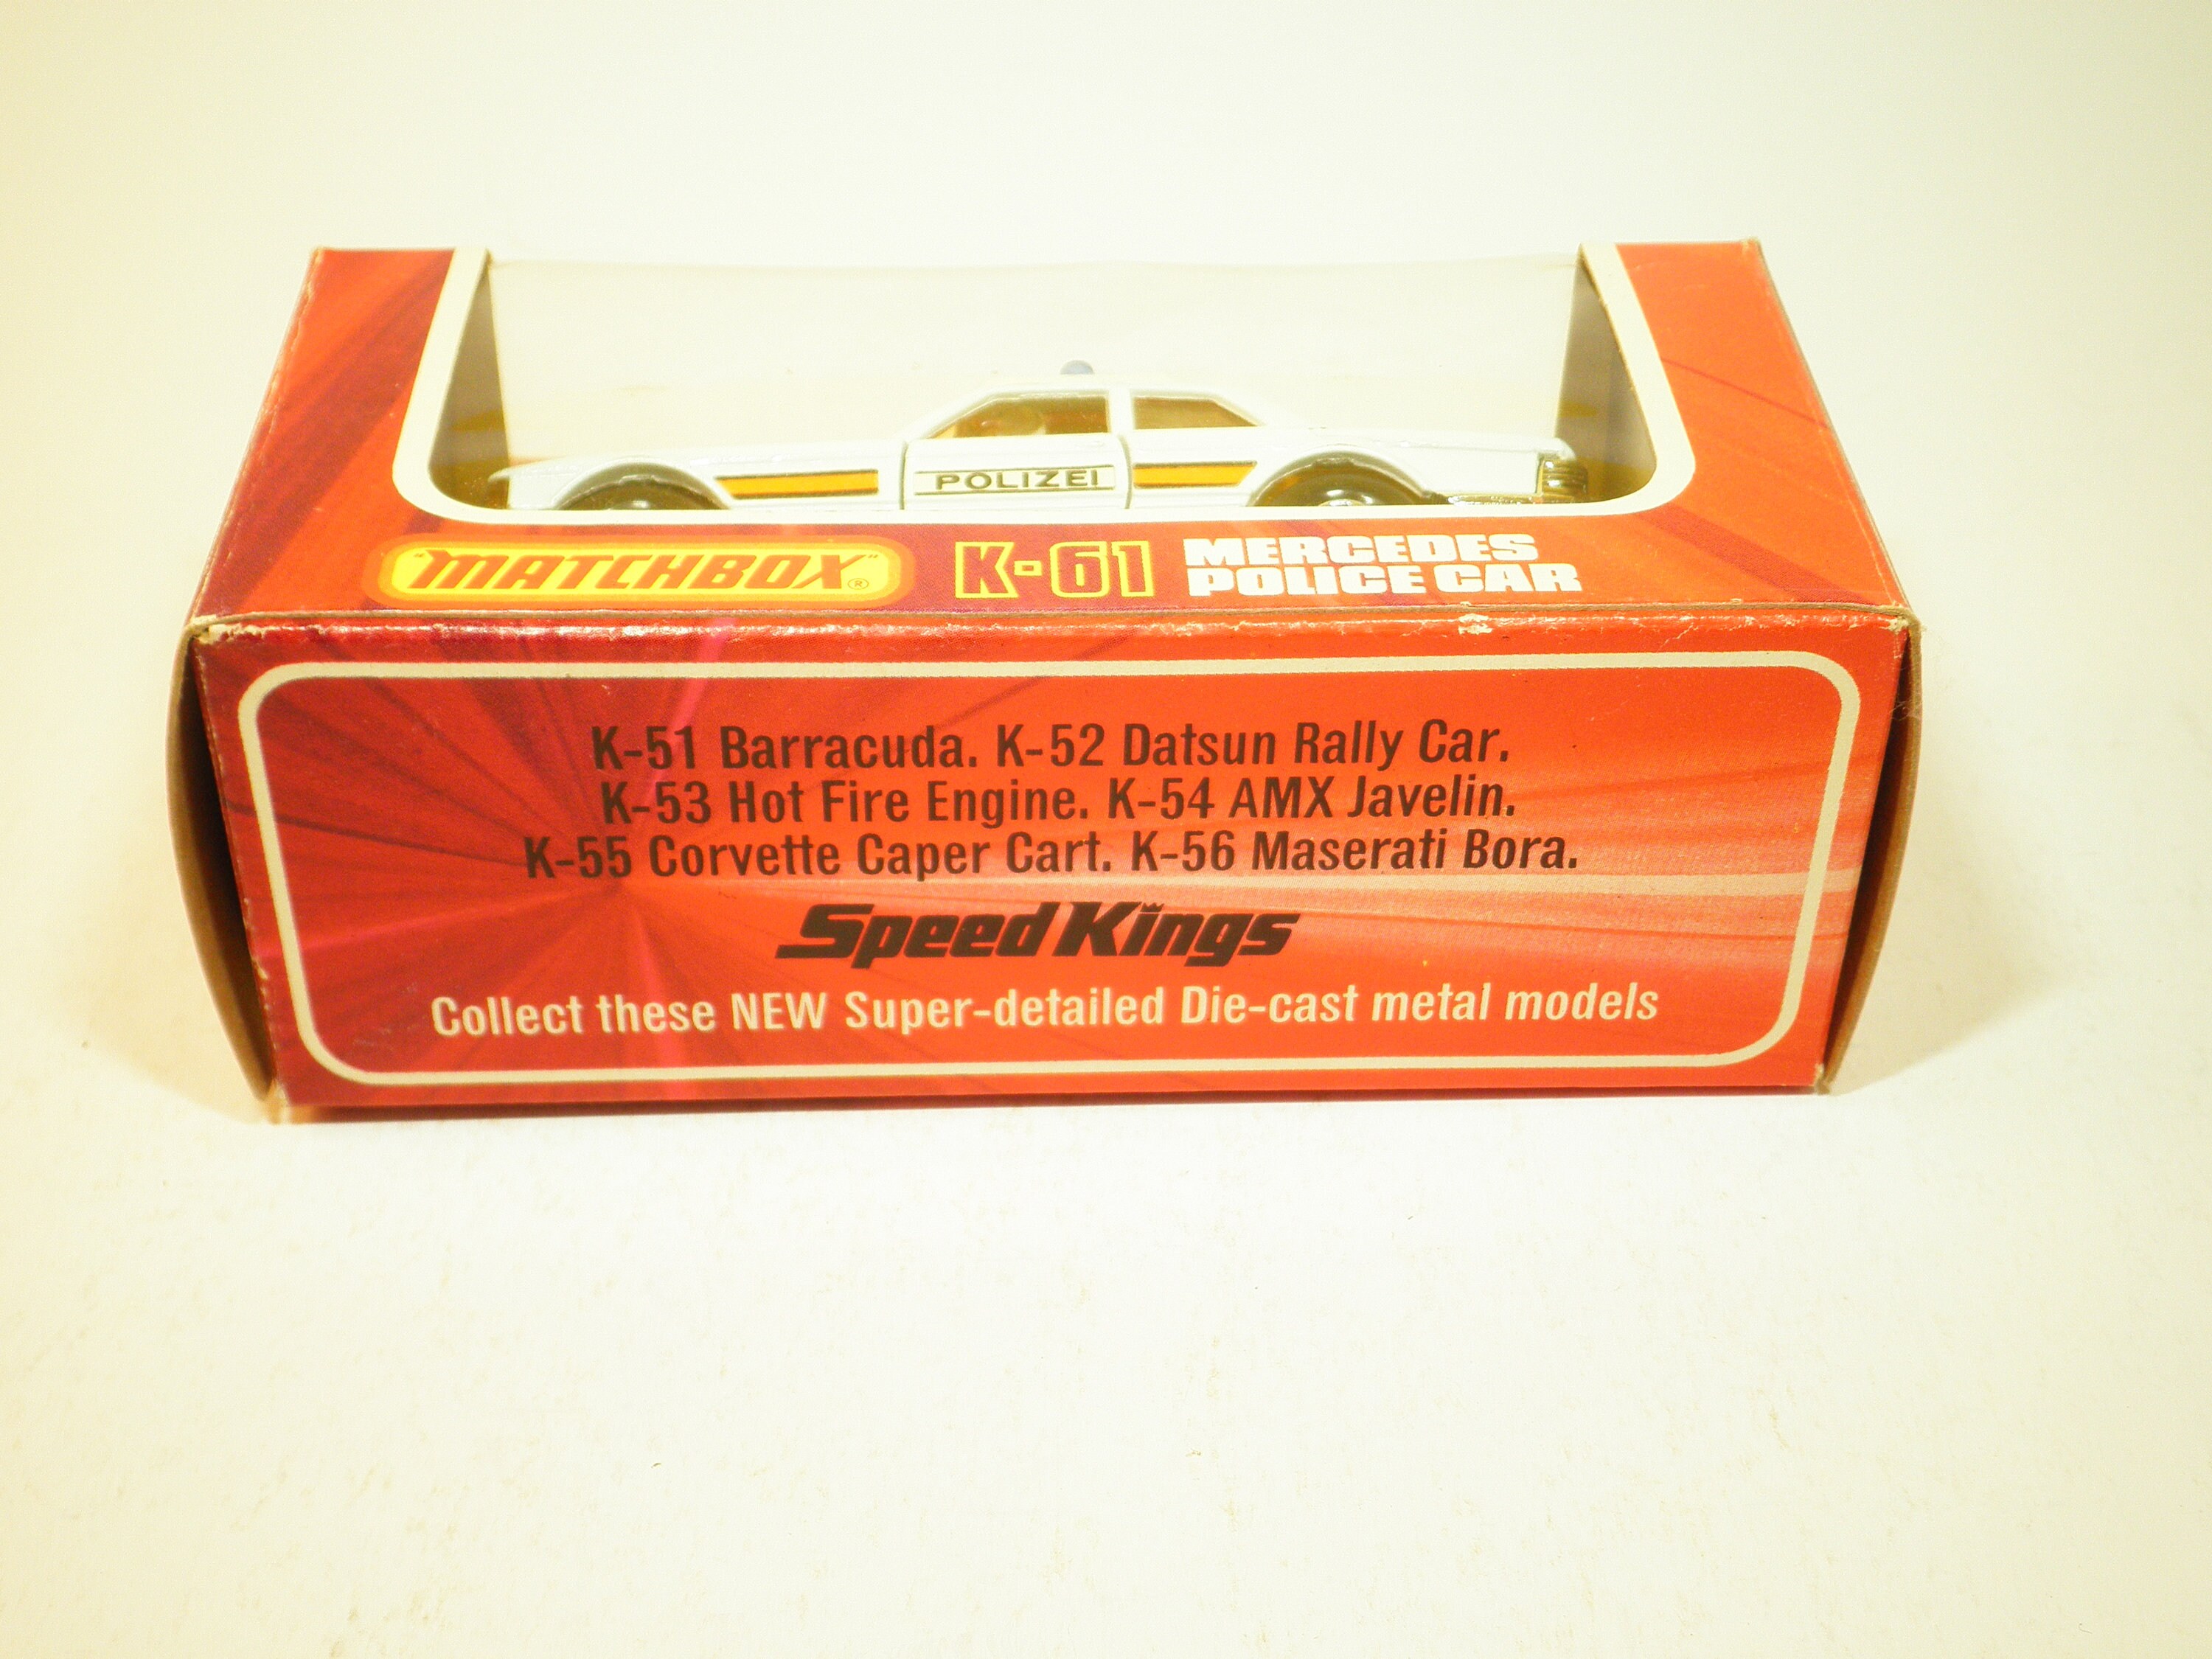 POLIZEI
"MATCHBOX"® K-61 MERCEDES
POLICE CAR
K-51 Barracuda. K-52 Datsun Rally Car.
K-53 Hot Fire Engine. K-54 AMX Javelin.
K-55 Corvette Caper Cart. K-56 Maserati Bora.
Speed Kings
Collect these NEW Super-detailed Die-cast metal models